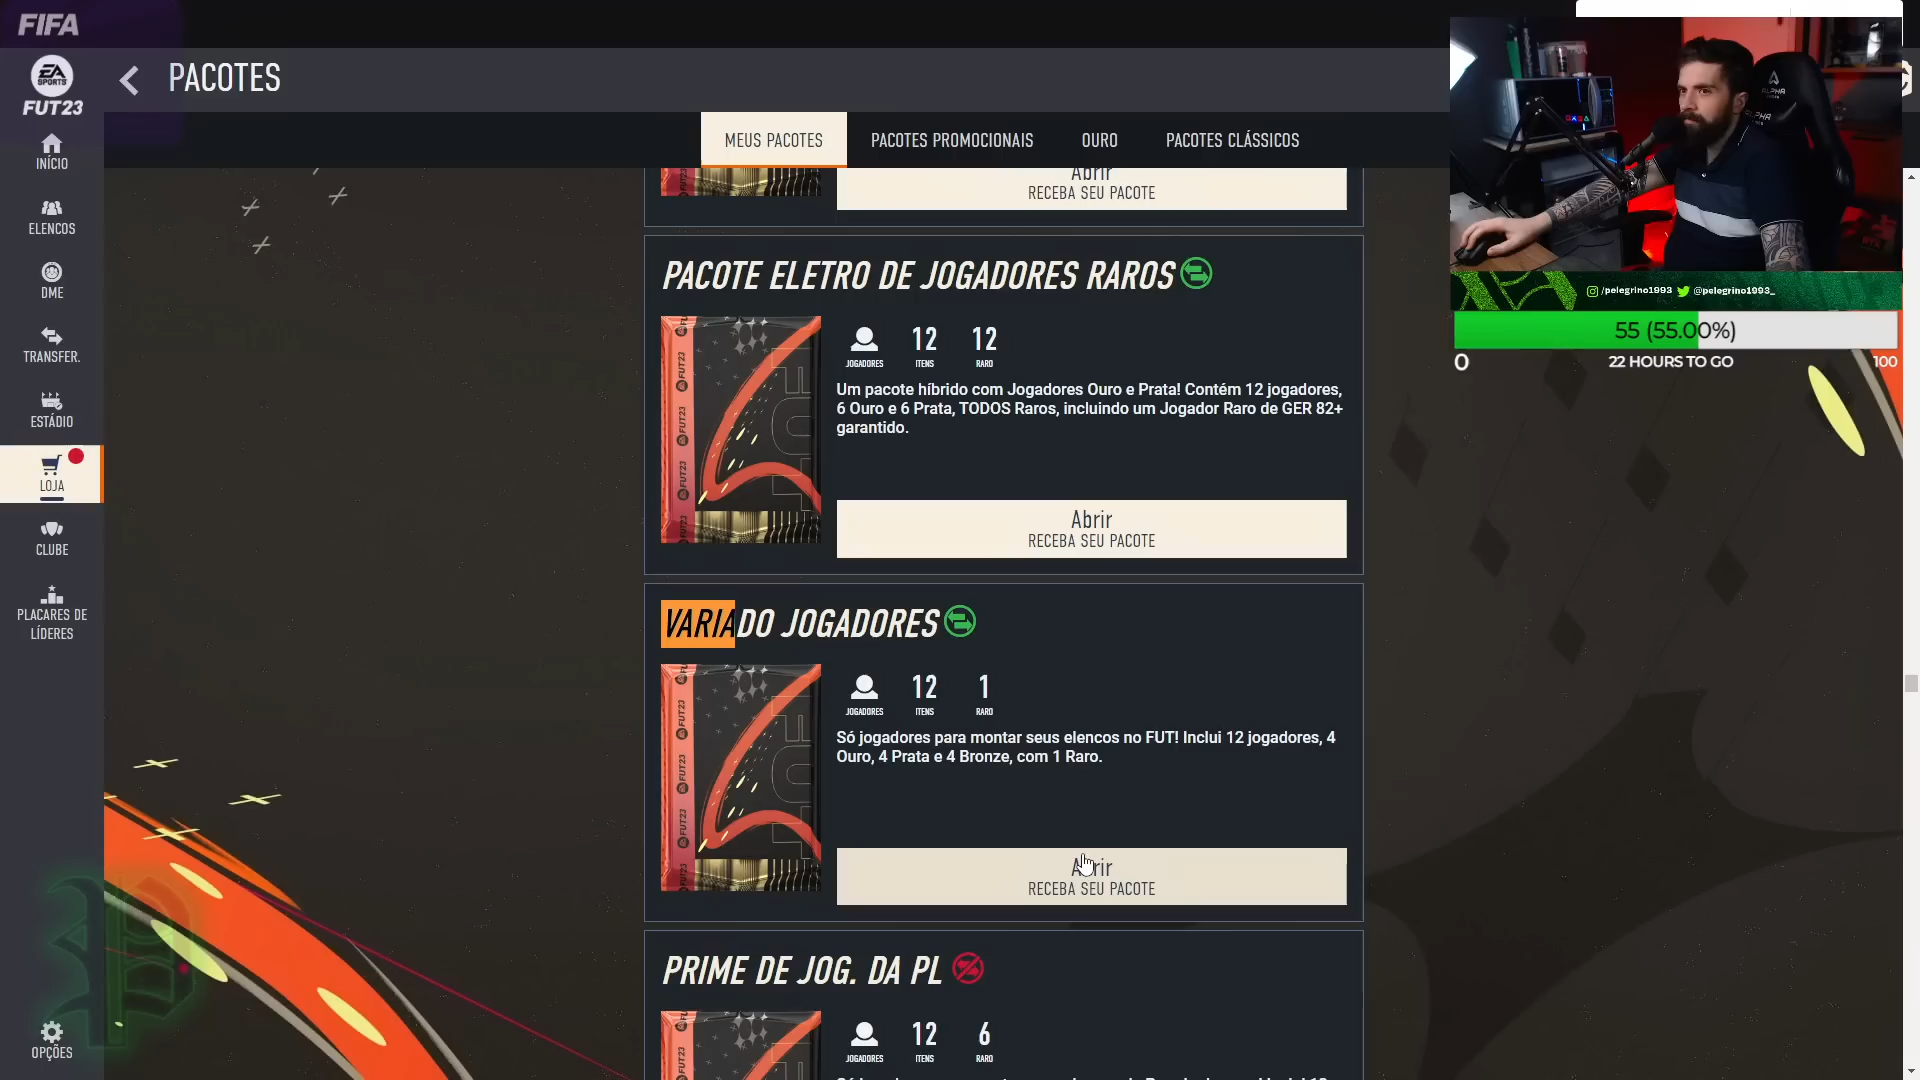 FIFA
EA
SPORTS
FUT23
PACOTES
INÍCIO
ELENCOS
DME
TRANSFER.
ESTÁDIO
LOJA
CLUBE
PLACARES DE
LÍDERES
OPÇÕES
MEUS PACOTES
PACOTES PROMOCIONAIS
OURO
PACOTES CLÁSSICOS
Abrir
RECEBA SEU PACOTE
PACOTE ELETRO DE JOGADORES RAROS
FUT23
12 12
JOGADORES ITENS RARO
Um pacote híbrido com Jogadores Ouro e Prata! Contém 12 jogadores,
6 Ouro e 6 Prata, TODOS Raros, incluindo um Jogador Raro de GER 82+
garantido.
Abrir
RECEBA SEU PACOTE
VARIADO JOGADORES
FUT23
12 1
JOGADORES ITENS RARO
Só jogadores para montar seus elencos no FUT! Inclui 12 jogadores, 4
Ouro, 4 Prata e 4 Bronze, com 1 Raro.
Abrir
RECEBA SEU PACOTE
PRIME DE JOG. DA PL
FUT23
12 6
JOGADORES ITENS RARO
ALPHA
/pelegrino1993 @pelegrino1993_
55 (55.00%)
0 22 HOURS TO GO 100